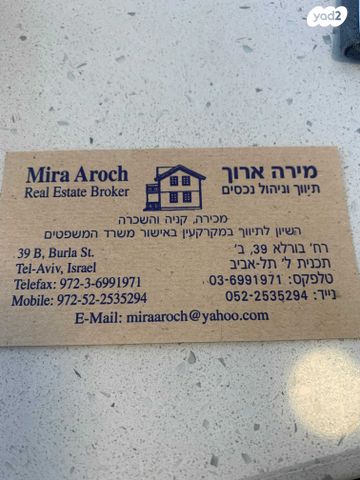 yad2
Mira Aroch
Real Estate Broker
מירה ארוך
תיווך וניהול נכסים
מכירה, קניה והשכרה
רשיון לתיווך במקרקעין באישור משרד המשפטים
39 B, Burla St.
Tel-Aviv, Israel
Telefax: 972-3-6991971
Mobile: 972-52-2535294
רח' בורלא 39, ב'
תכנית ל' תל-אביב
טלפקס: 03-6991971
נייד: 052-2535294
E-Mail: miraaroch@yahoo.com